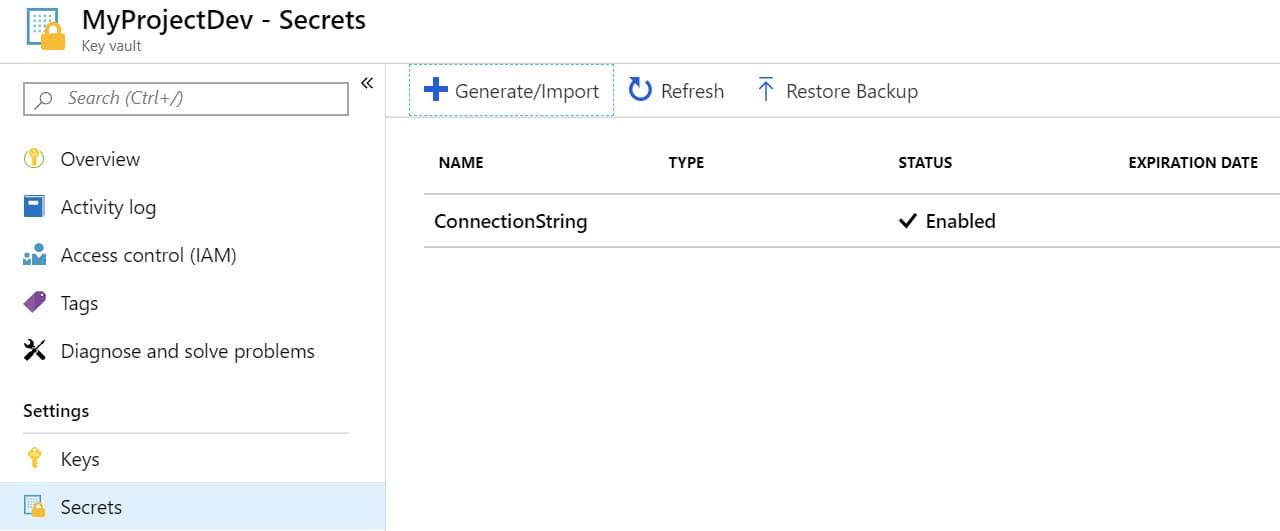 MyProjectDev - Secrets
Key vault
Search (Ctrl+/)
«
Overview
Activity log
Access control (IAM)
Tags
Diagnose and solve problems
Settings
Keys
Secrets
Generate/Import Refresh Restore Backup
NAME TYPE STATUS EXPIRATION DATE
ConnectionString Enabled